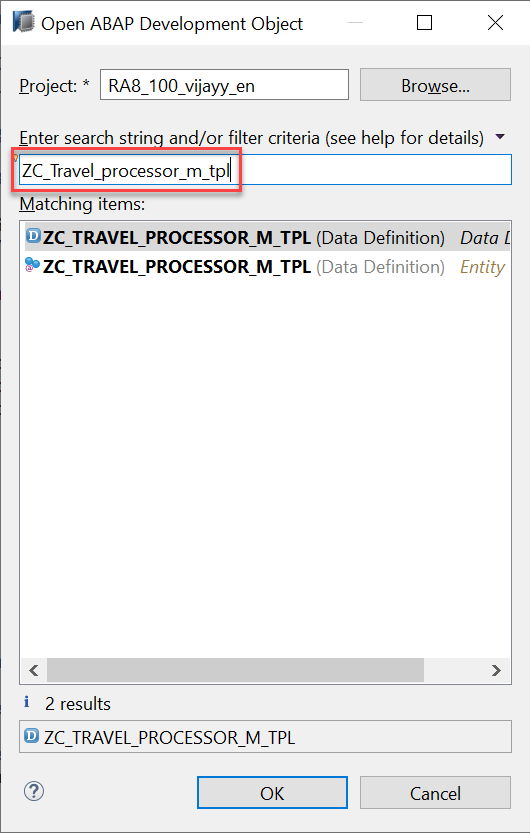 Open ABAP Development Object
Project: * RA8_100_vijayy_en Browse...
Enter search string and/or filter criteria (see help for details)
ZC_Travel_processor_m_tpl
Matching items:
D ZC_TRAVEL_PROCESSOR_M_TPL (Data Definition) Data D
ZC_TRAVEL_PROCESSOR_M_TPL (Data Definition) Entity
i 2 results
D ZC_TRAVEL_PROCESSOR_M_TPL
? OK Cancel